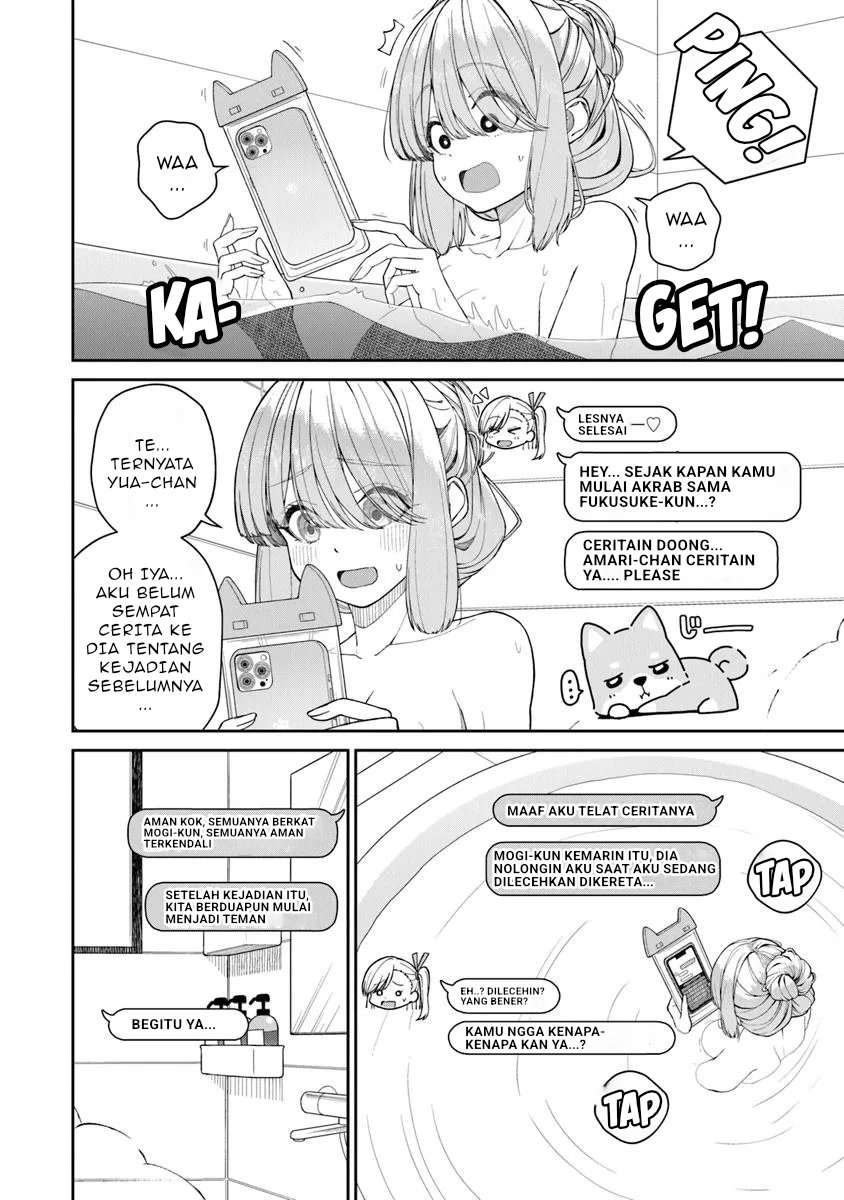 PING!
WAA
...
WAA
...
KA-
GET!
LESNYA
SELESAI —♡
HEY... SEJAK KAPAN KAMU
MULAI AKRAB SAMA
FUKUSUKE-KUN...?
CERITAIN DOONG...
AMARI-CHAN CERITAIN
YA.... PLEASE
じーーー
...
TE...
TERNYATA
YUA-CHAN
...
OH IYA...
AKU BELUM
SEMPAT
CERITA KE
DIA TENTANG
KEJADIAN
SEBELUMNYA
...
MAAF AKU TELAT CERITANYA
MOGI-KUN KEMARIN ITU, DIA
NOLONGIN AKU SAAT AKU SEDANG
DILECEHKAN DIKERETA...
TAP
EH..? DILECEHIN?
YANG BENER?
KAMU NGGA KENAPA-
KENAPA KAN YA...?
TAP
AMAN KOK, SEMUANYA BERKAT
MOGI-KUN, SEMUANYA AMAN
TERKENDALI
SETELAH KEJADIAN ITU,
KITA BERDUAPUN MULAI
MENJADI TEMAN
BEGITU YA...